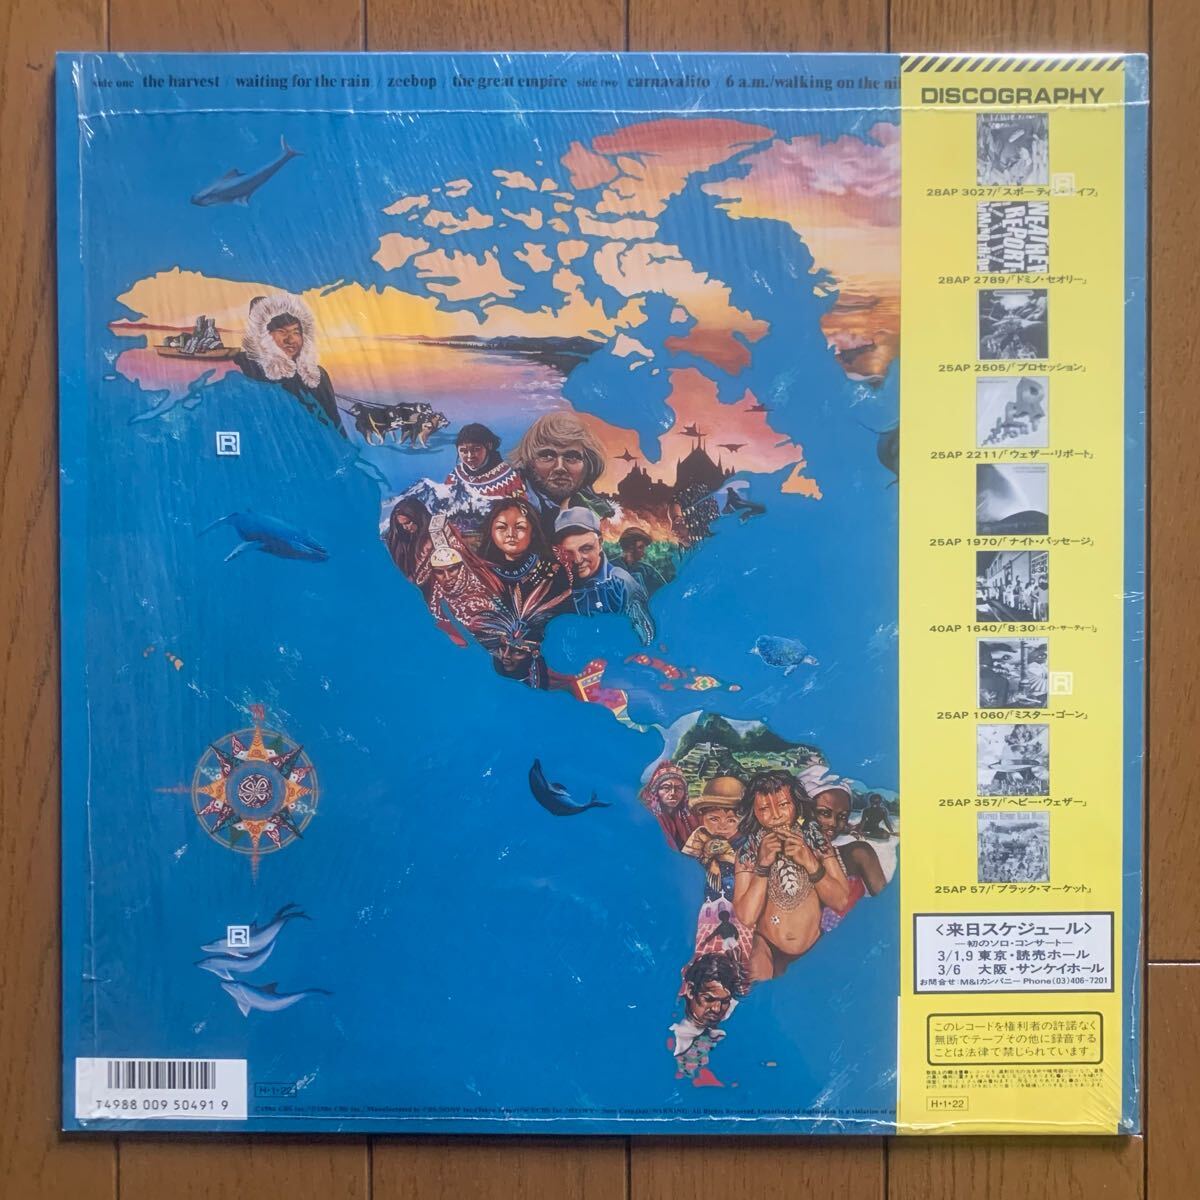 side one the harvest / waiting for the rain / zeebop / the great empire side two carnavalito / 6 a.m./walking on the
DISCOGRAPHY
28AP 3027/「スポーティン・ライフ」
WEATHER REPORT
28AP 2789/「ドミノ・セオリー」
25AP 2505/「プロセッション」
25AP 2211/「ウェザー・リポート」
25AP 1970/「ナイト・パッセージ」
8:30
40AP 1640/「8:30(エイト・サーティー)」
25AP 1060/「ミスター・ゴーン」
25AP 357/「ヘビー・ウェザー」
WEATHER REPORT BLACK MARKET
25AP 57/「ブラック・マーケット」
〈来日スケジュール〉
—初のソロ・コンサート—
3/1,9 東京・読売ホール
3/6 大阪・サンケイホール
お問合せ:M&Iカンパニー Phone(03)406-7201
このレコードを権利者の許諾なく
無断でテープその他に録音する
ことは法律で禁じられています。
H・1・22
R
R
R
R
T4988 009 50491 9
H・1・22